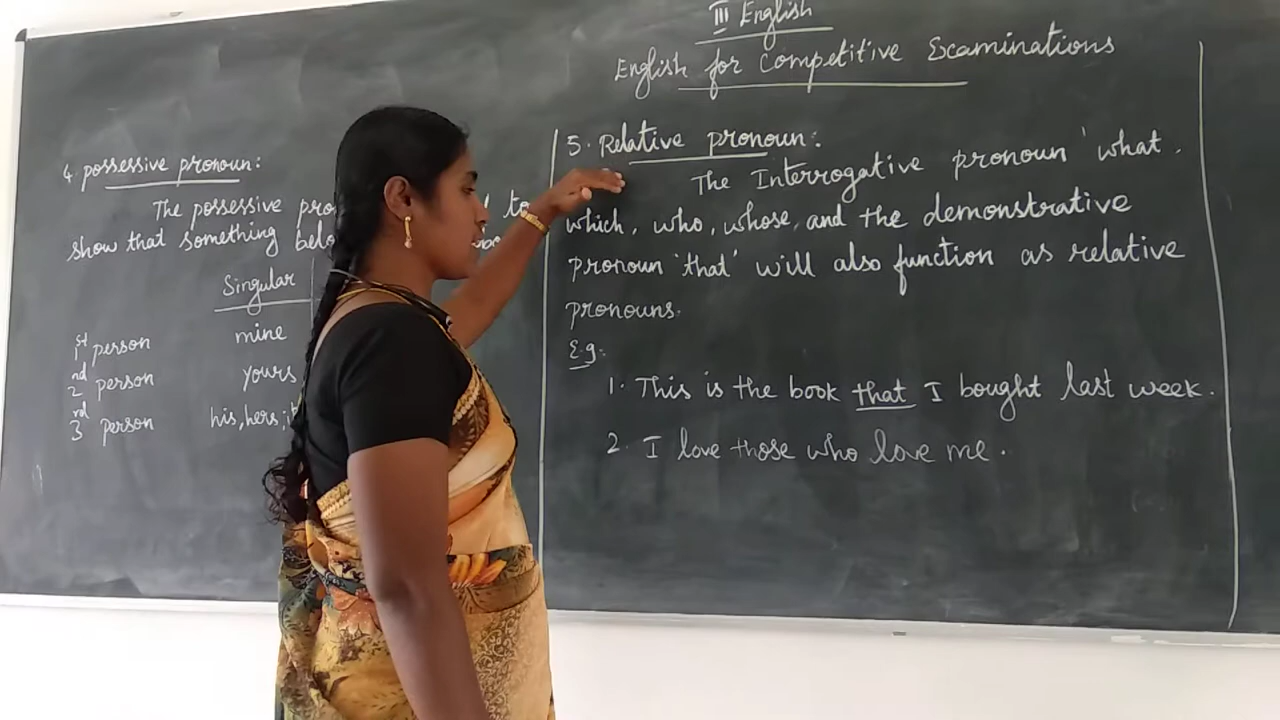 III English
English for Competitive Examinations
4. possessive pronoun:
The possessive
show that something
Singular
1st person mine
2nd person yours
3rd person his, hers,
5. Relative pronoun:
The Interrogative pronoun 'what,
which, who, whose, and the demonstrative
pronoun 'that' will also function as relative
pronouns.
E.g:
1. This is the book that I bought last week.
2. I love those who love me.